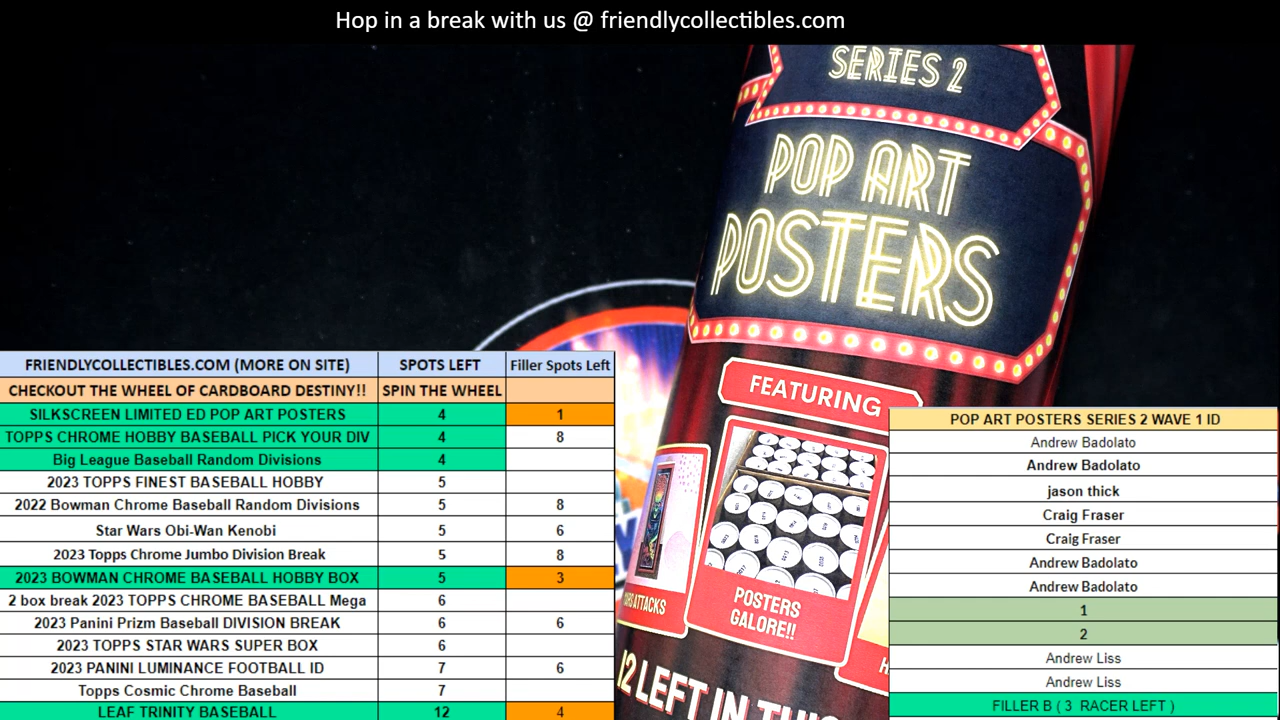 Hop in a break with us @ friendlycollectibles.com
SERIES 2
POP ART
POSTERS
FEATURING
POSTERS
GALORE!!
ATTACKS
12 LEFT IN THIS
FRIENDLYCOLLECTIBLES.COM (MORE ON SITE) SPOTS LEFT Filler Spots Left
CHECKOUT THE WHEEL OF CARDBOARD DESTINY!! SPIN THE WHEEL
SILKSCREEN LIMITED ED POP ART POSTERS 4 1
TOPPS CHROME HOBBY BASEBALL PICK YOUR DIV 4 8
Big League Baseball Random Divisions 4
2023 TOPPS FINEST BASEBALL HOBBY 5
2022 Bowman Chrome Baseball Random Divisions 5 8
Star Wars Obi-Wan Kenobi 5 6
2023 Topps Chrome Jumbo Division Break 5 8
2023 BOWMAN CHROME BASEBALL HOBBY BOX 5 3
2 box break 2023 TOPPS CHROME BASEBALL Mega 6
2023 Panini Prizm Baseball DIVISION BREAK 6 6
2023 TOPPS STAR WARS SUPER BOX 6
2023 PANINI LUMINANCE FOOTBALL ID 7 6
Topps Cosmic Chrome Baseball 7
LEAF TRINITY BASEBALL 12 4
POP ART POSTERS SERIES 2 WAVE 1 ID
Andrew Badolato
Andrew Badolato
jason thick
Craig Fraser
Craig Fraser
Andrew Badolato
Andrew Badolato
1
2
Andrew Liss
Andrew Liss
FILLER B ( 3 RACER LEFT )